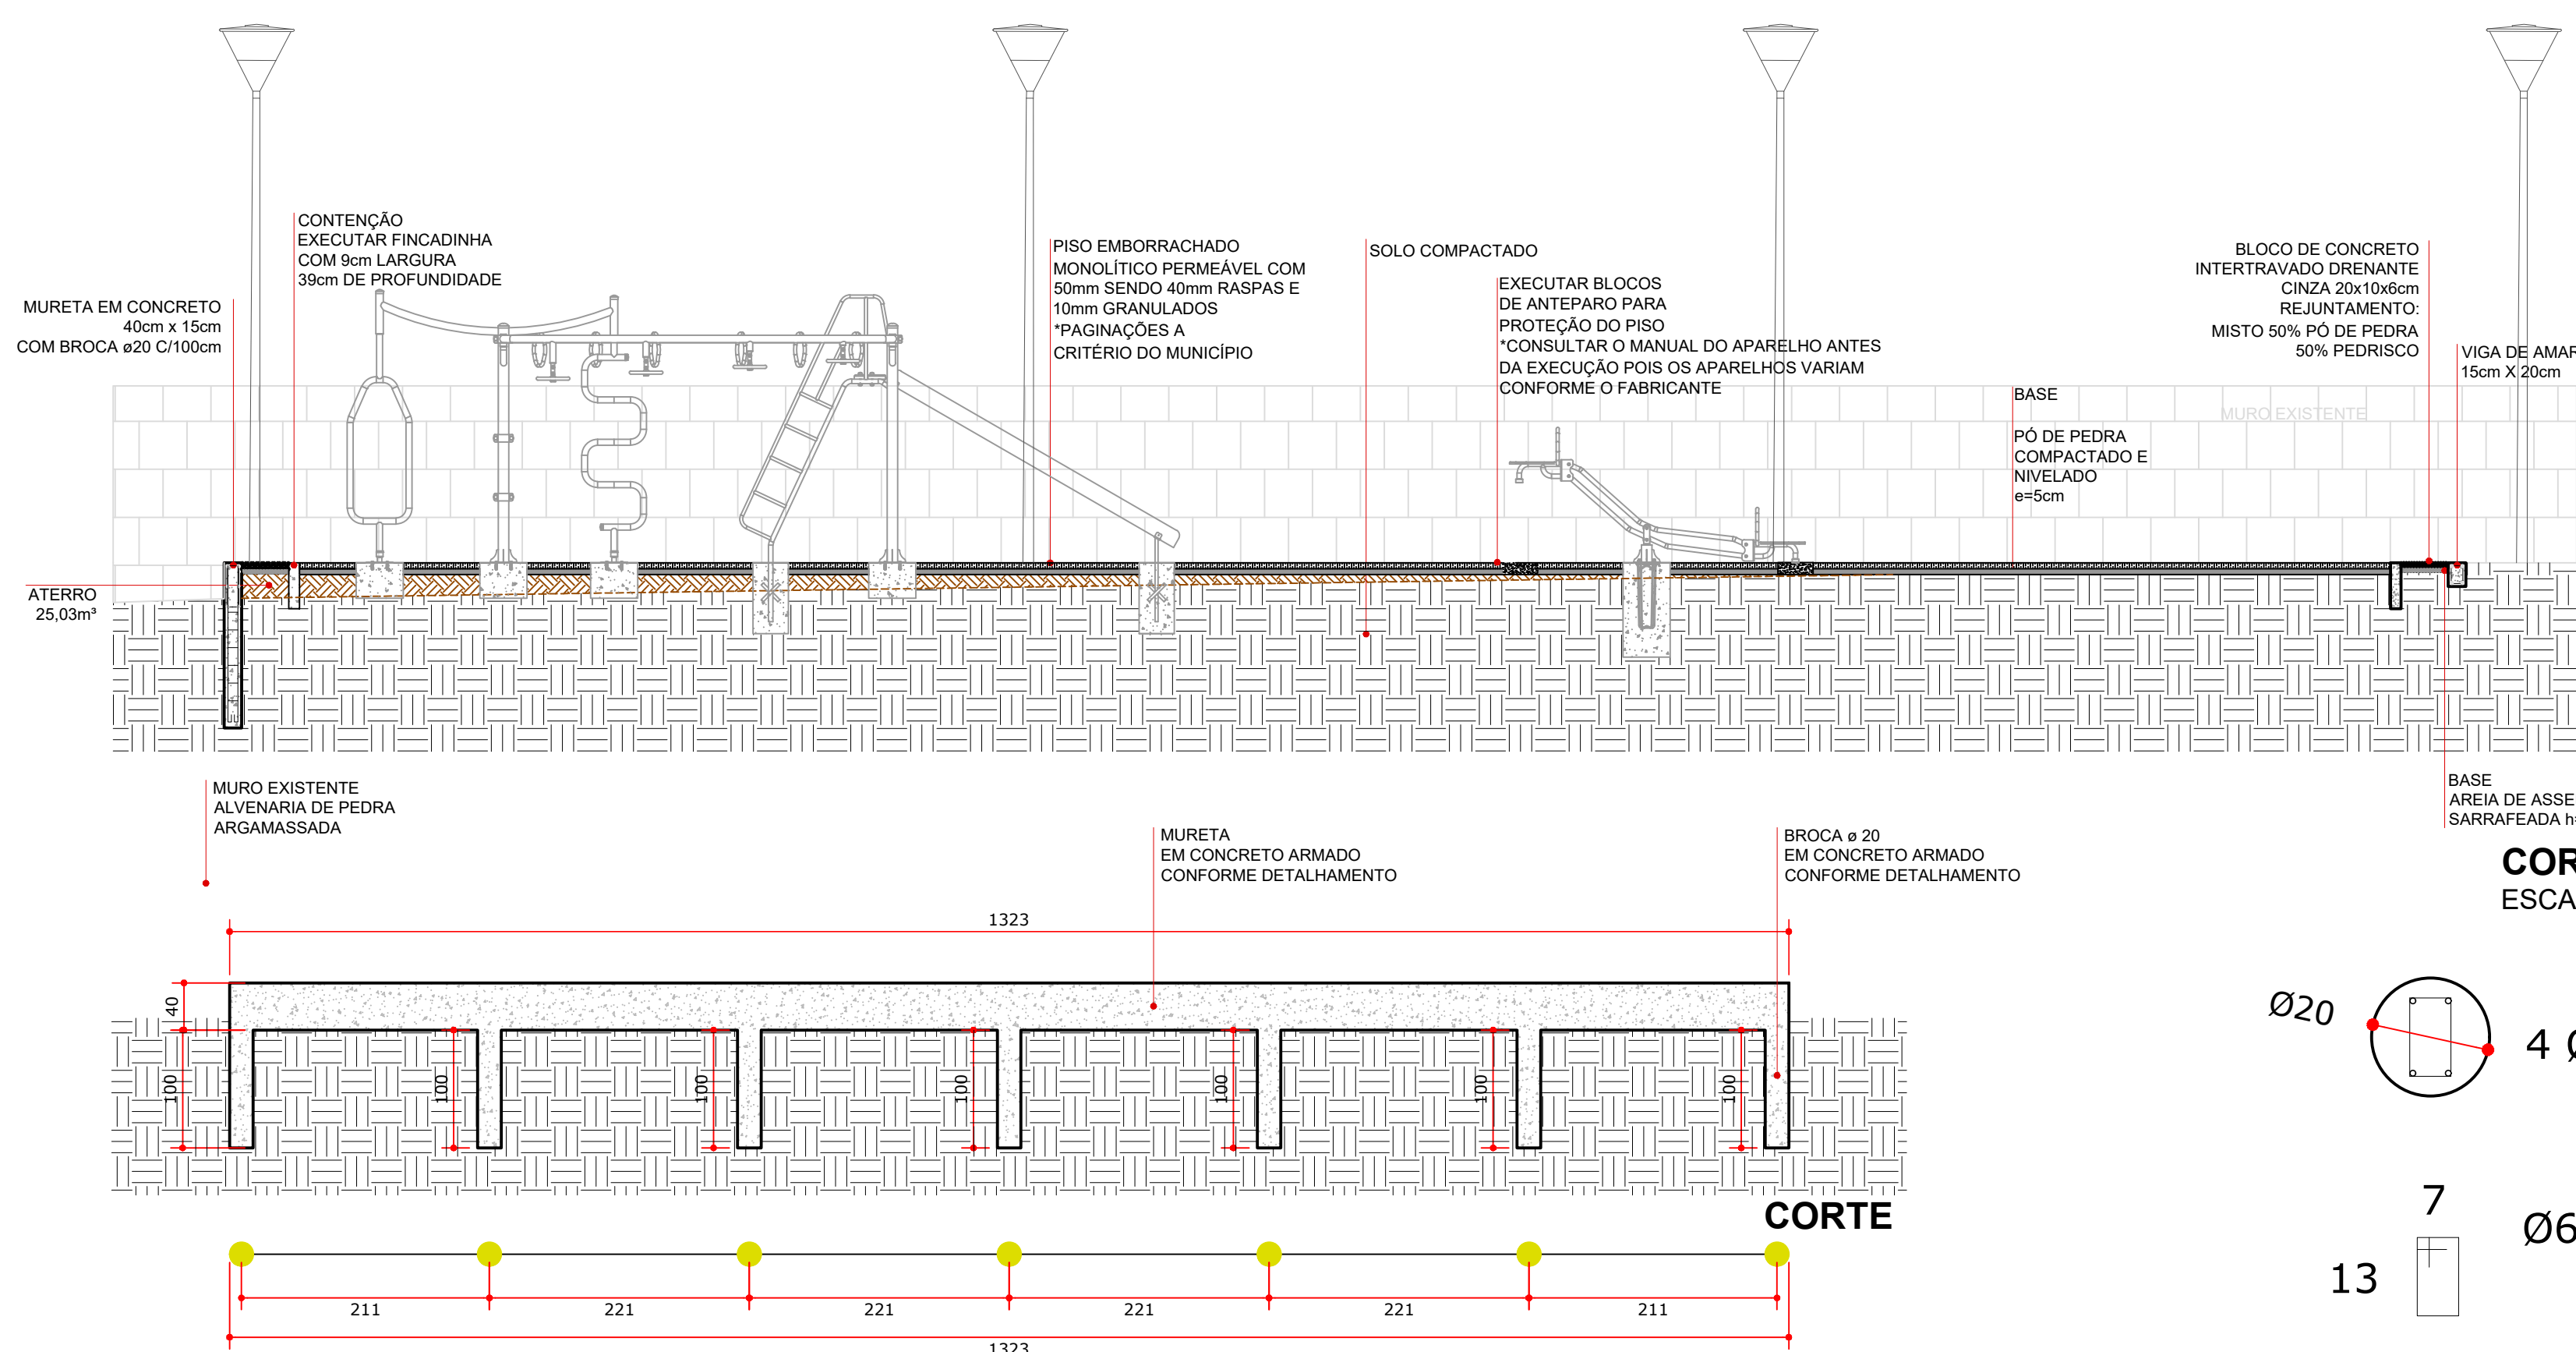 CONTENÇÃO
EXECUTAR FINCADINHA
COM 9cm LARGURA
39cm DE PROFUNDIDADE
MURETA EM CONCRETO
40cm x 15cm
COM BROCA ø20 C/100cm
PISO EMBORRACHADO
MONOLÍTICO PERMEÁVEL COM
50mm SENDO 40mm RASPAS E
10mm GRANULADOS
*PAGINAÇÕES A
CRITÉRIO DO MUNICÍPIO
SOLO COMPACTADO
EXECUTAR BLOCOS
DE ANTEPARO PARA
PROTEÇÃO DO PISO
*CONSULTAR O MANUAL DO APARELHO ANTES
DA EXECUÇÃO POIS OS APARELHOS VARIAM
CONFORME O FABRICANTE
BLOCO DE CONCRETO
INTERTRAVADO DRENANTE
CINZA 20x10x6cm
REJUNTAMENTO:
MISTO 50% PÓ DE PEDRA
50% PEDRISCO
VIGA DE AMAR
15cm X 20cm
BASE
PÓ DE PEDRA
COMPACTADO E
NIVELADO
e=5cm
MURO EXISTENTE
ATERRO
25,03m³
MURO EXISTENTE
ALVENARIA DE PEDRA
ARGAMASSADA
MURETA
EM CONCRETO ARMADO
CONFORME DETALHAMENTO
BROCA ø 20
EM CONCRETO ARMADO
CONFORME DETALHAMENTO
BASE
AREIA DE ASSE
SARRAFEADA h=
COR
ESCA
1323
40
100
100
100
100
100
100
100
CORTE
211
221
221
221
221
211
1323
Ø20
4 Ø
7
13
Ø6